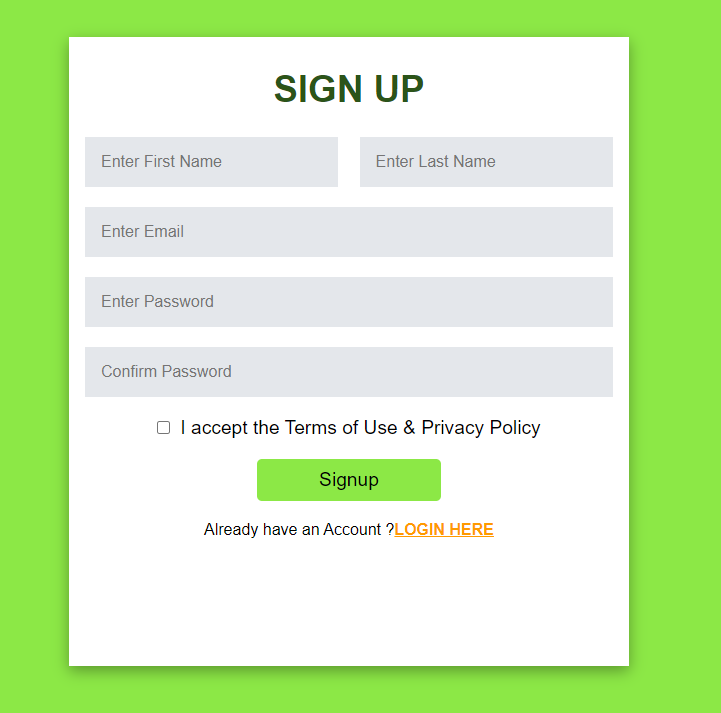 SIGN UP
Enter First Name Enter Last Name
Enter Email
Enter Password
Confirm Password
I accept the Terms of Use & Privacy Policy
Signup
Already have an Account ?LOGIN HERE